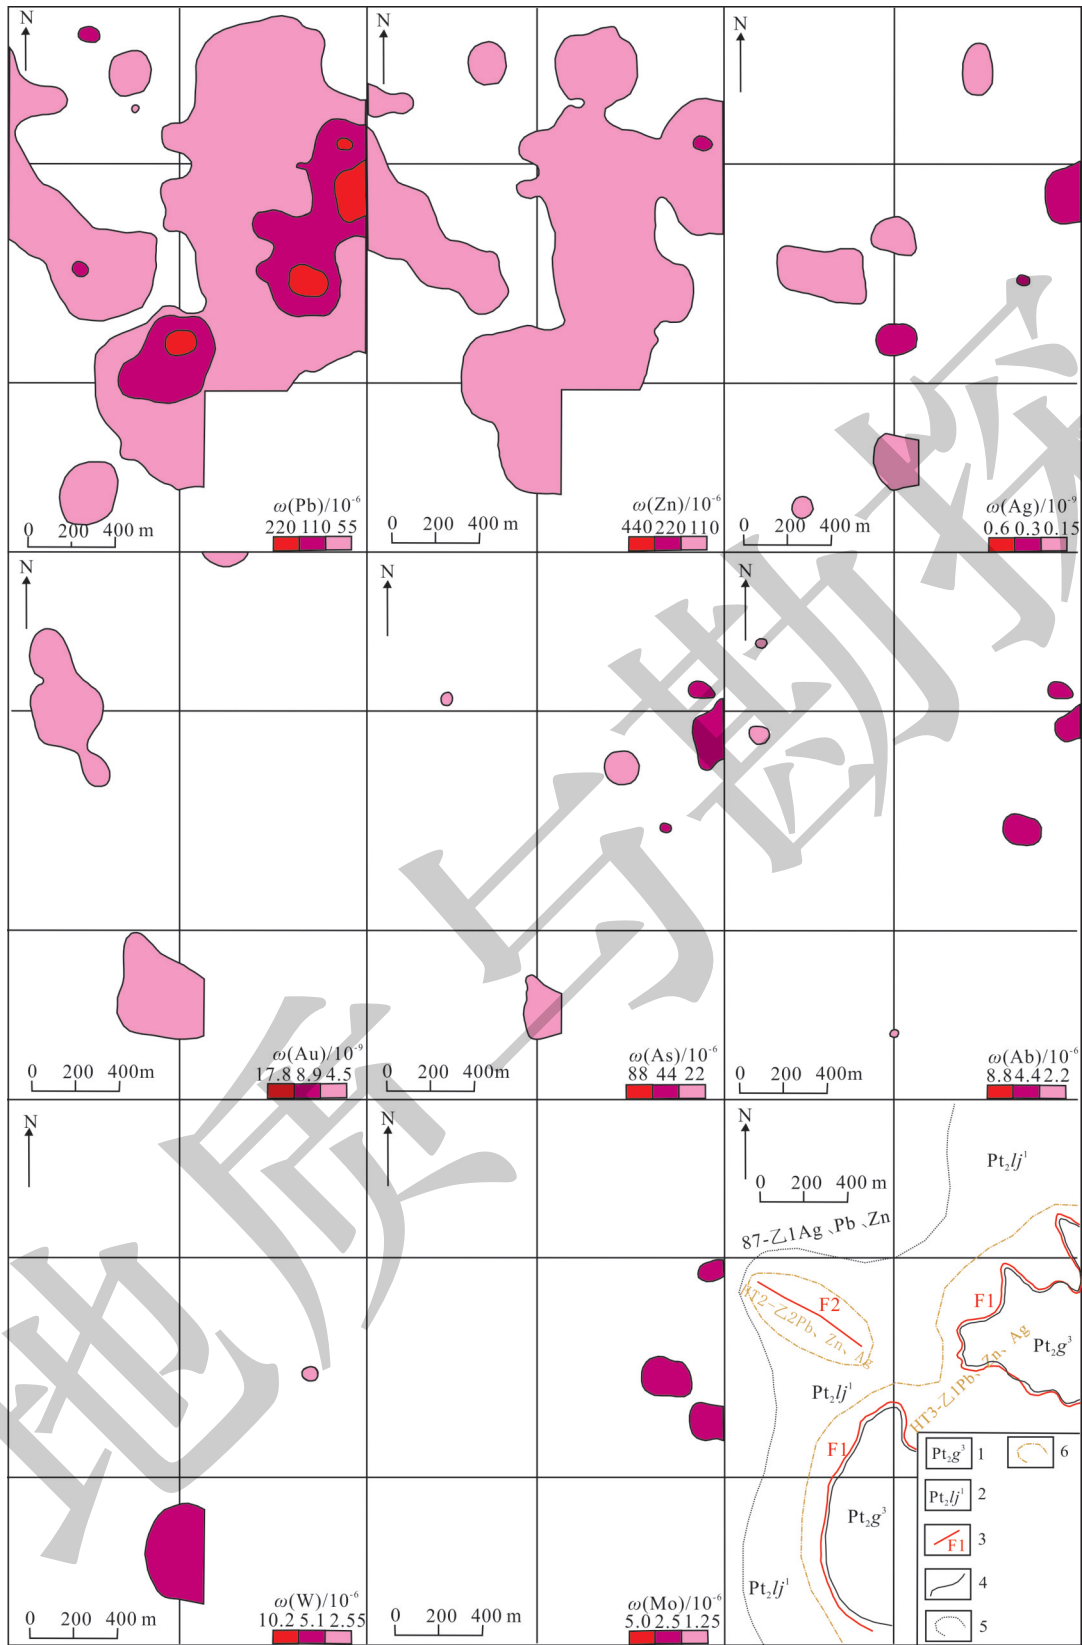 N
ω(Pb)/10⁻⁶
220 110 55
0 200 400 m
N
ω(Zn)/10⁻⁶
440 220 110
0 200 400 m
N
ω(Ag)/10⁻⁹
0.6 0.3 0.15
0 200 400 m
N
ω(Au)/10⁻⁹
17.8 8.9 4.5
0 200 400m
N
ω(As)/10⁻⁶
88 44 22
0 200 400 m
N
ω(Ab)/10⁻⁶
8.8 4.4 2.2
0 200 400m
N
ω(W)/10⁻⁶
10.2 5.1 2.55
0 200 400 m
N
ω(Mo)/10⁻⁶
5.0 2.5 1.25
0 200 400 m
N
0 200 400 m
Pt₂lj¹
87-乙1Ag、Pb、Zn
F2
HT2-乙2Pb、Zn、Ag
F1
Pt₂g³
HT3-乙1Pb、Zn、Ag
Pt₂lj¹
F1
Pt₂g³
Pt₂lj¹
Pt₂g³ 1
6
Pt₂lj¹ 2
F1 3
4
5
地质与勘探